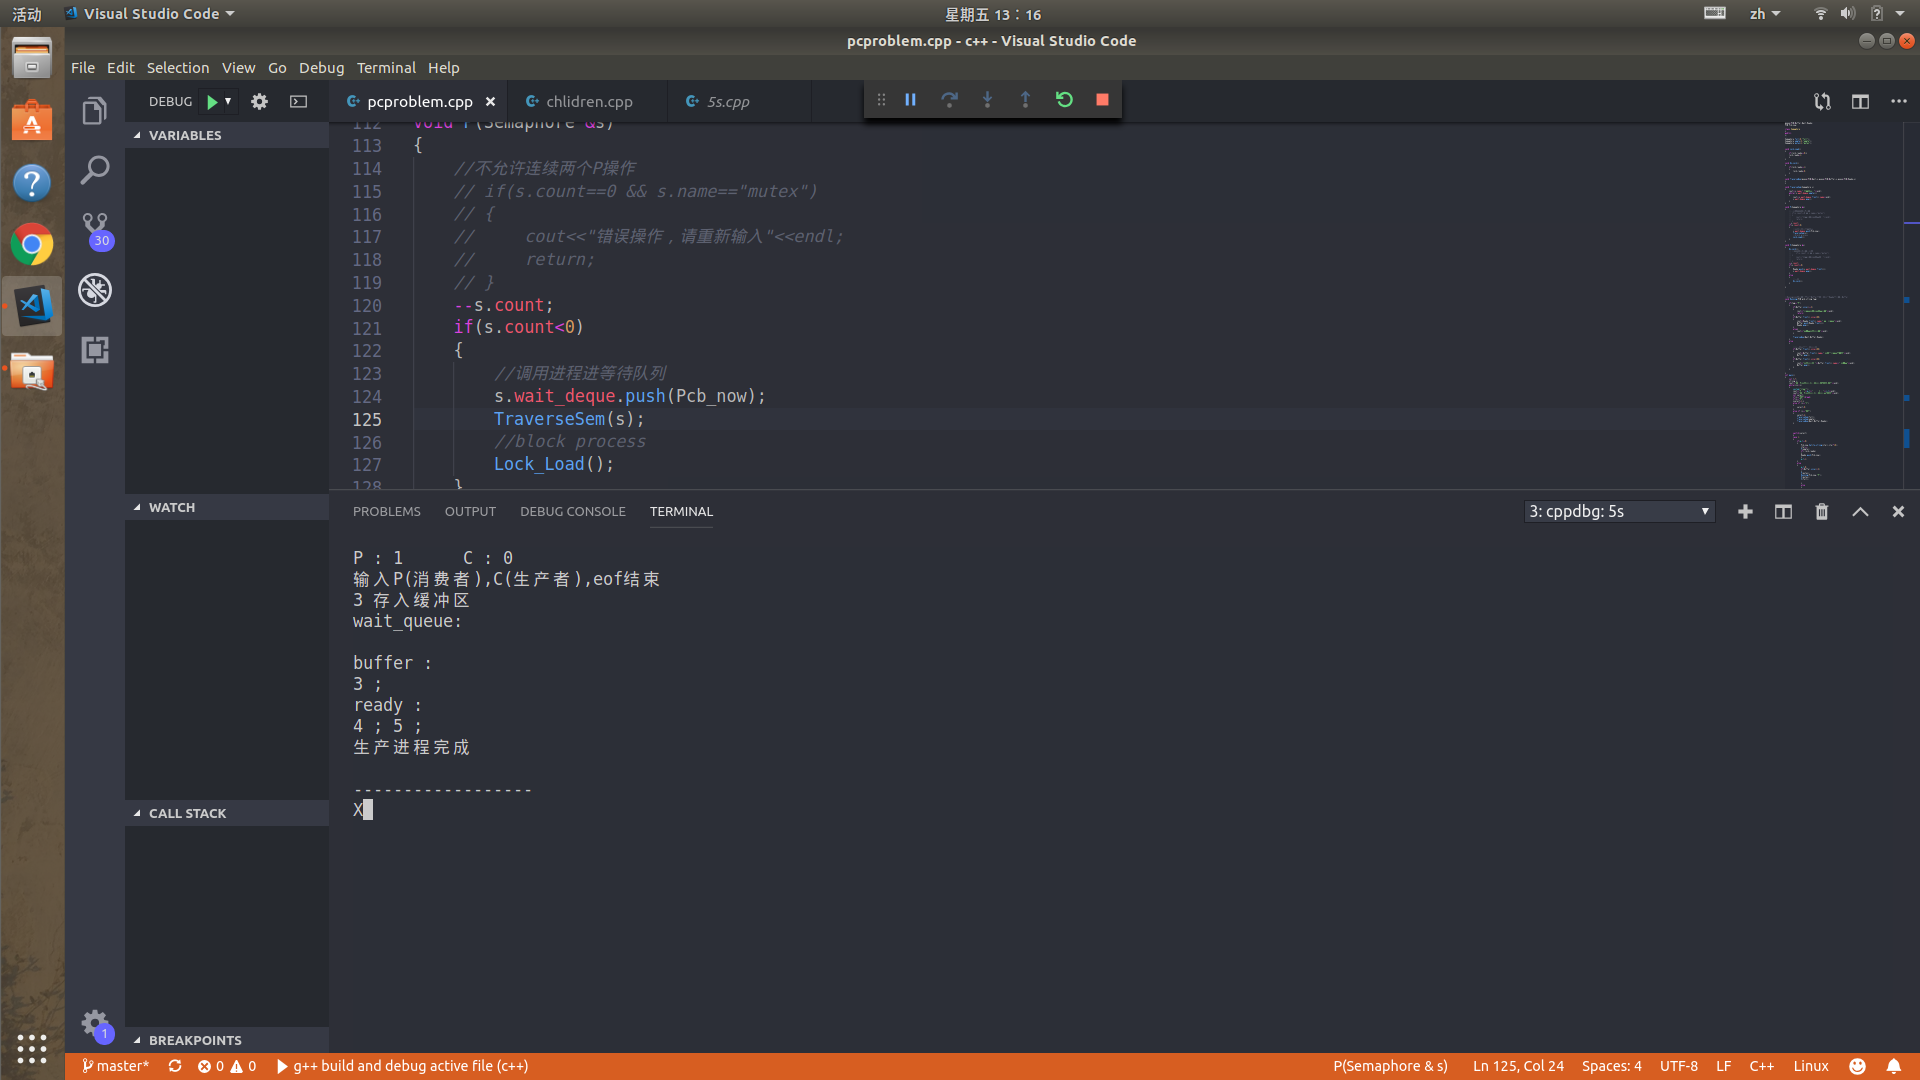 活动
Visual Studio Code
星期五 13：16
zh
pcproblem.cpp - c++ - Visual Studio Code
File Edit Selection View Go Debug Terminal Help
DEBUG
pcproblem.cpp
chlidren.cpp
5s.cpp
VARIABLES
112 void P(Semaphore &s)
113 {
114 //不允许连续两个P操作
115 // if(s.count==0 && s.name=="mutex")
116 // {
117 // cout<<"错误操作，请重新输入"<<endl;
118 // return;
119 // }
120 --s.count;
121 if(s.count<0)
122 {
123 //调用进程进等待队列
124 s.wait_deque.push(Pcb_now);
125 TraverseSem(s);
126 //block process
127 Lock_Load();
128 }
30
WATCH
CALL STACK
BREAKPOINTS
1
PROBLEMS OUTPUT DEBUG CONSOLE TERMINAL
3: cppdbg: 5s
P : 1 C : 0
输入P(消费者),C(生产者),eof结束
3 存入缓冲区
wait_queue:
buffer :
3 ;
ready :
4 ; 5 ;
生产进程完成
------------------
X
master* 0 0 g++ build and debug active file (c++)
P(Semaphore & s) Ln 125, Col 24 Spaces: 4 UTF-8 LF C++ Linux